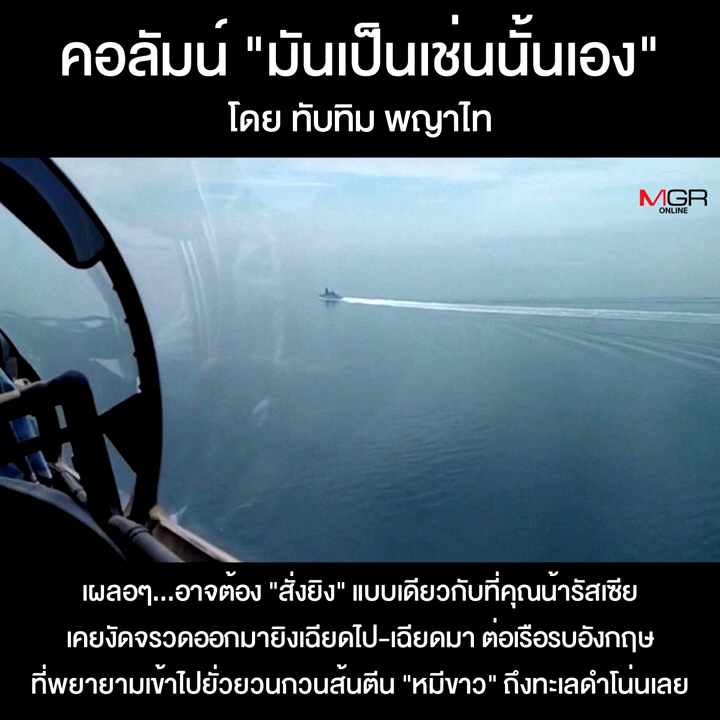 คอลัมน์ "มันเป็นเช่นนั้นเอง"
โดย ทับทิม พญาไท
MGR
ONLINE
เผลอๆ...อาจต้อง "สั่งยิง" แบบเดียวกับที่คุณน้ารัสเซีย
เคยงัดจรวดออกมายิงเฉียดไป-เฉียดมา ต่อเรือรบอังกฤษ
ที่พยายามเข้าไปยั่วยวนกวนส้นตีน "หมีขาว" ถึงทะเลดำโน่นเลย